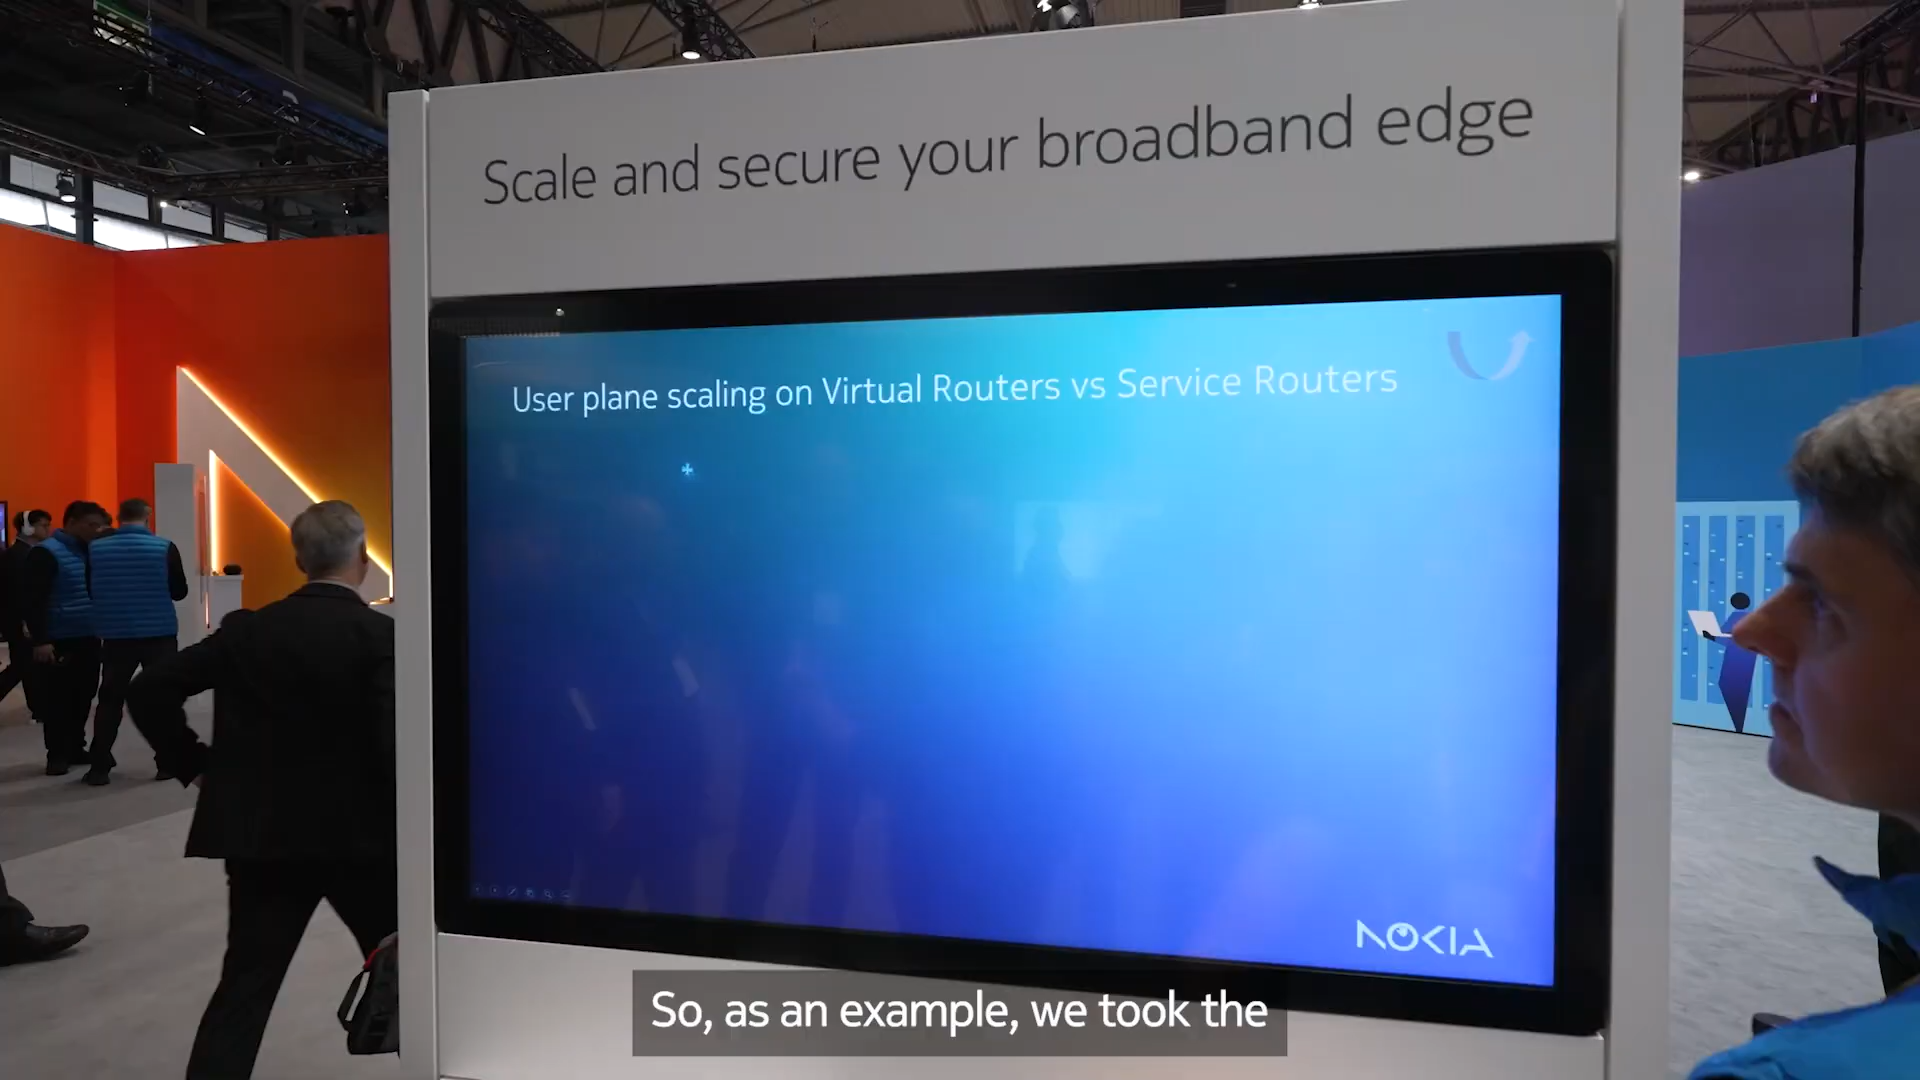 Scale and secure your broadband edge
User plane scaling on Virtual Routers vs Service Routers
NOKIA
So, as an example, we took the